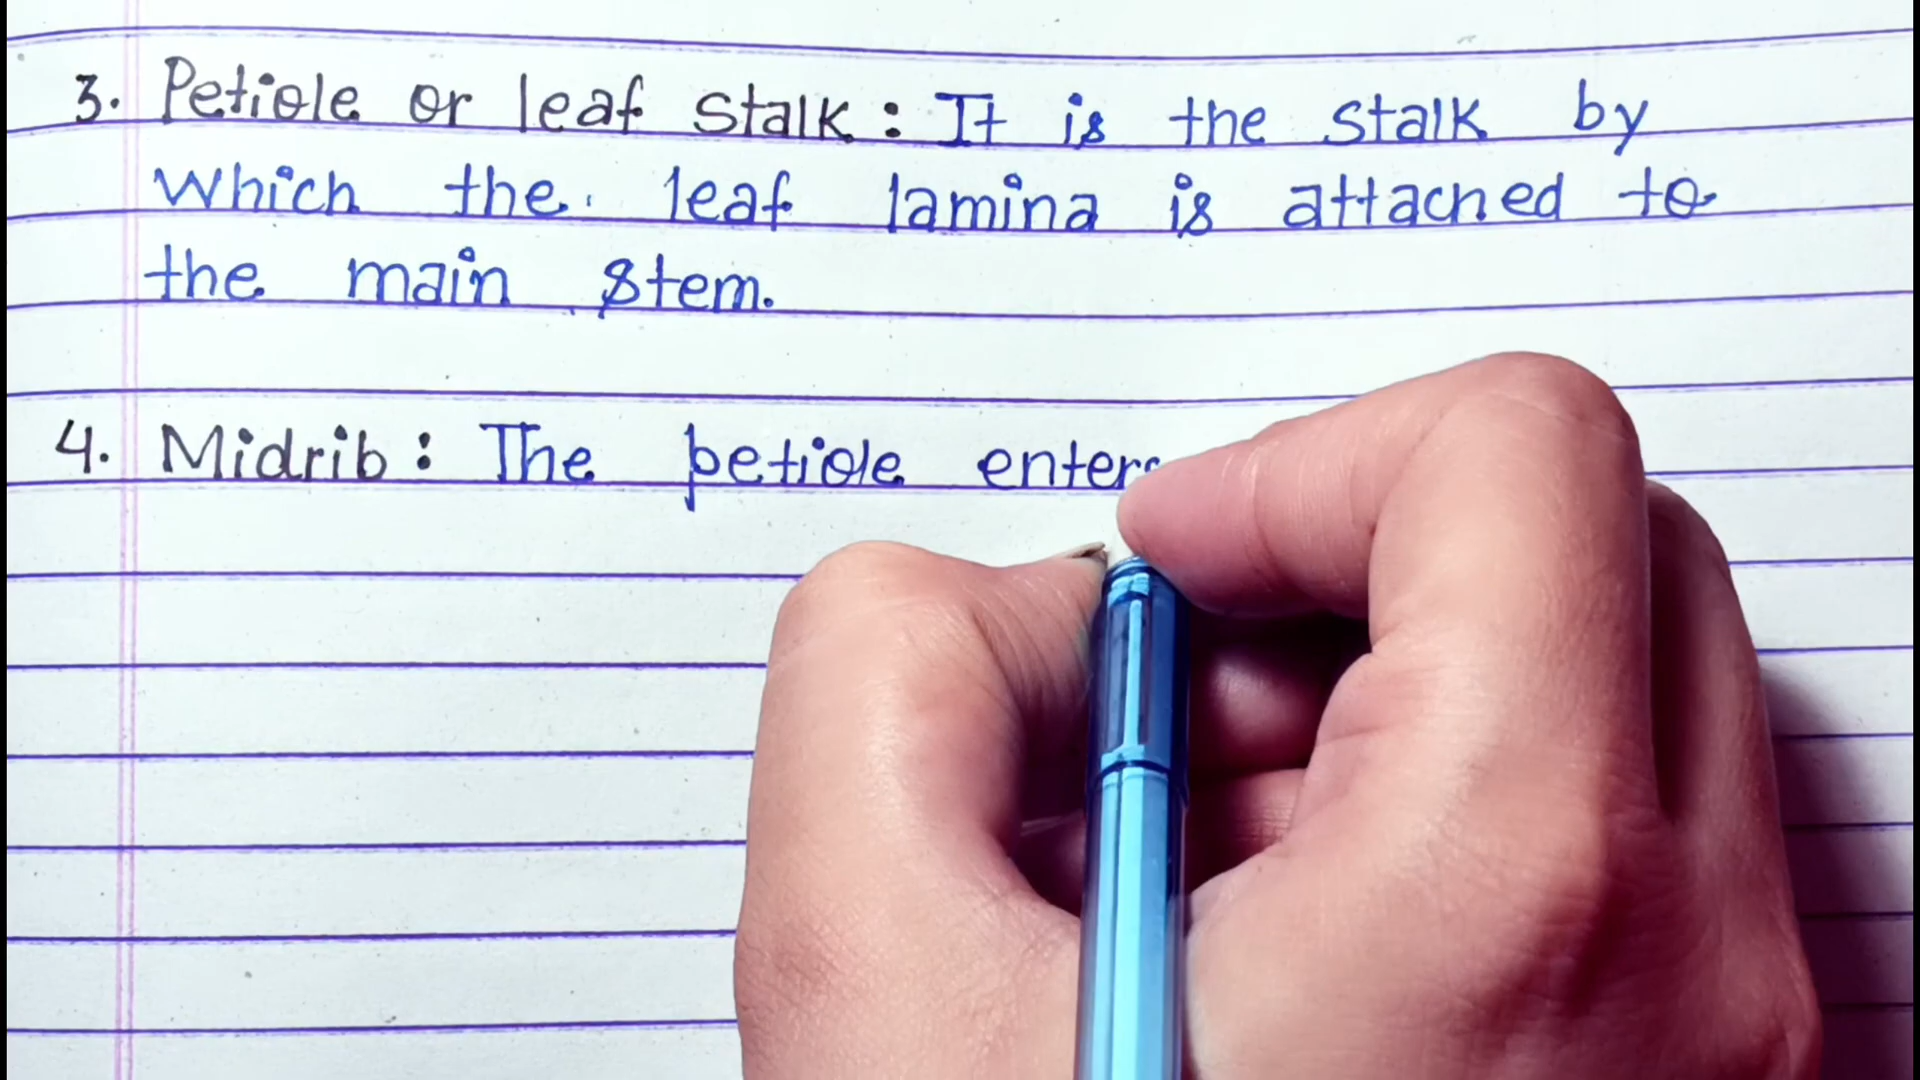 3. Petiole or leaf stalk : It is the stalk by
which the leaf lamina is attached to
the main stem.
4. Midrib : The petiole enters